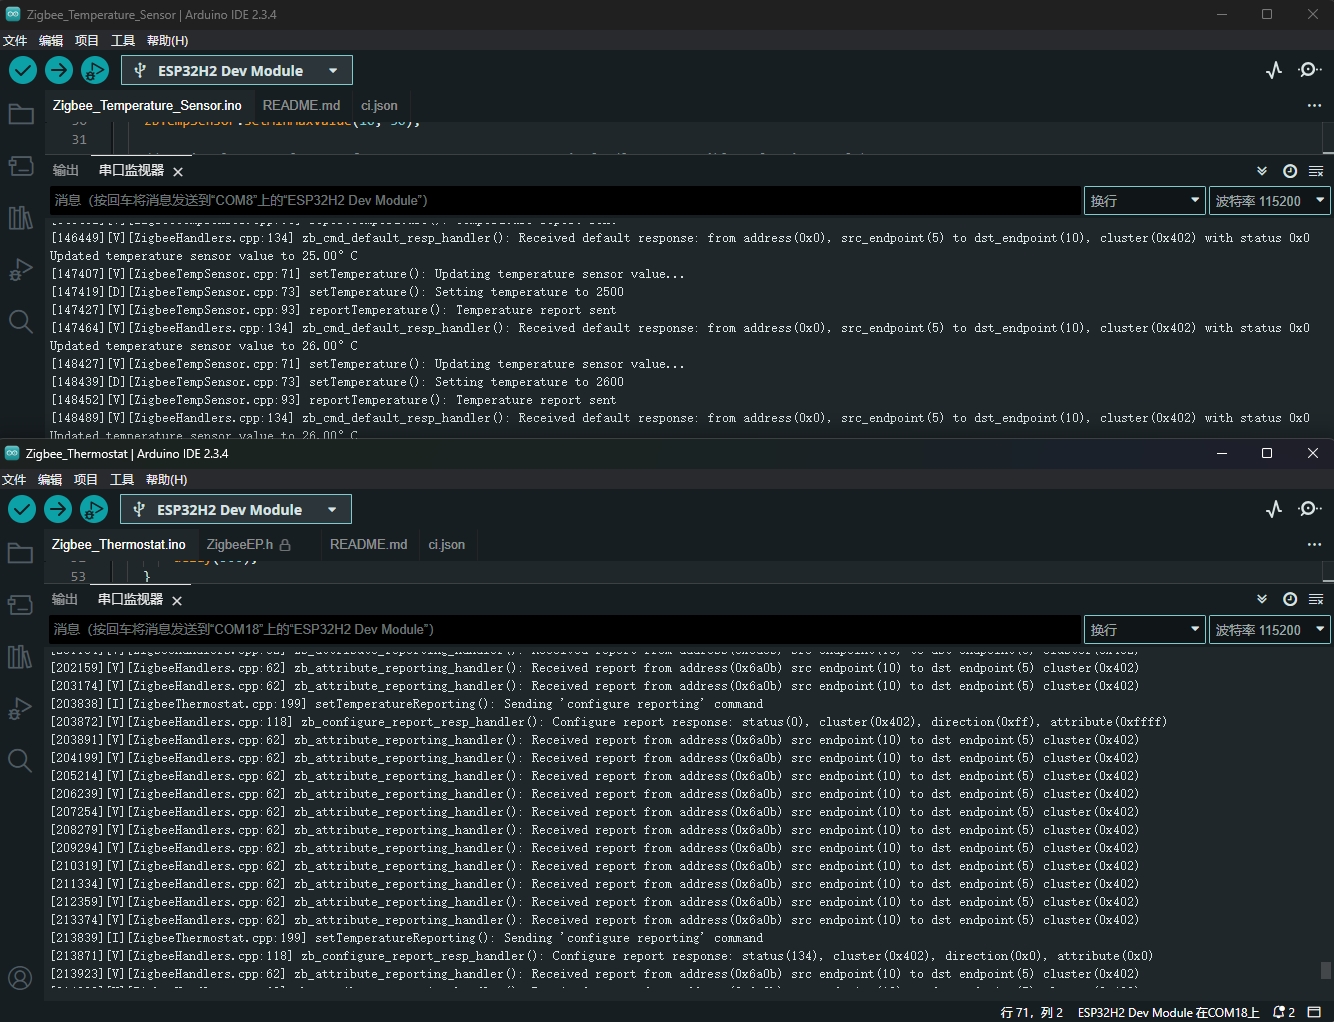 Zigbee_Temperature_Sensor | Arduino IDE 2.3.4
文件 编辑 项目 工具 帮助(H)
ESP32H2 Dev Module
Zigbee_Temperature_Sensor.ino README.md ci.json
31
输出 串口监视器
消息（按回车将消息发送到“COM8”上的“ESP32H2 Dev Module”） 换行 波特率 115200
[146449][V][ZigbeeHandlers.cpp:134] zb_cmd_default_resp_handler(): Received default response: from address(0x0), src_endpoint(5) to dst_endpoint(10), cluster(0x402) with status 0x0
Updated temperature sensor value to 25.00°C
[147407][V][ZigbeeTempSensor.cpp:71] setTemperature(): Updating temperature sensor value...
[147419][D][ZigbeeTempSensor.cpp:73] setTemperature(): Setting temperature to 2500
[147427][V][ZigbeeTempSensor.cpp:93] reportTemperature(): Temperature report sent
[147464][V][ZigbeeHandlers.cpp:134] zb_cmd_default_resp_handler(): Received default response: from address(0x0), src_endpoint(5) to dst_endpoint(10), cluster(0x402) with status 0x0
Updated temperature sensor value to 26.00°C
[148427][V][ZigbeeTempSensor.cpp:71] setTemperature(): Updating temperature sensor value...
[148439][D][ZigbeeTempSensor.cpp:73] setTemperature(): Setting temperature to 2600
[148452][V][ZigbeeTempSensor.cpp:93] reportTemperature(): Temperature report sent
[148489][V][ZigbeeHandlers.cpp:134] zb_cmd_default_resp_handler(): Received default response: from address(0x0), src_endpoint(5) to dst_endpoint(10), cluster(0x402) with status 0x0
Updated temperature sensor value to 26.00°C
Zigbee_Thermostat | Arduino IDE 2.3.4
文件 编辑 项目 工具 帮助(H)
ESP32H2 Dev Module
Zigbee_Thermostat.ino ZigbeeEP.h README.md ci.json
53 }
输出 串口监视器
消息（按回车将消息发送到“COM18”上的“ESP32H2 Dev Module”） 换行 波特率 115200
[202159][V][ZigbeeHandlers.cpp:62] zb_attribute_reporting_handler(): Received report from address(0x6a0b) src endpoint(10) to dst endpoint(5) cluster(0x402)
[203174][V][ZigbeeHandlers.cpp:62] zb_attribute_reporting_handler(): Received report from address(0x6a0b) src endpoint(10) to dst endpoint(5) cluster(0x402)
[203838][I][ZigbeeThermostat.cpp:199] setTemperatureReporting(): Sending 'configure reporting' command
[203872][V][ZigbeeHandlers.cpp:118] zb_configure_report_resp_handler(): Configure report response: status(0), cluster(0x402), direction(0xff), attribute(0xffff)
[203891][V][ZigbeeHandlers.cpp:62] zb_attribute_reporting_handler(): Received report from address(0x6a0b) src endpoint(10) to dst endpoint(5) cluster(0x402)
[204199][V][ZigbeeHandlers.cpp:62] zb_attribute_reporting_handler(): Received report from address(0x6a0b) src endpoint(10) to dst endpoint(5) cluster(0x402)
[205214][V][ZigbeeHandlers.cpp:62] zb_attribute_reporting_handler(): Received report from address(0x6a0b) src endpoint(10) to dst endpoint(5) cluster(0x402)
[206239][V][ZigbeeHandlers.cpp:62] zb_attribute_reporting_handler(): Received report from address(0x6a0b) src endpoint(10) to dst endpoint(5) cluster(0x402)
[207254][V][ZigbeeHandlers.cpp:62] zb_attribute_reporting_handler(): Received report from address(0x6a0b) src endpoint(10) to dst endpoint(5) cluster(0x402)
[208279][V][ZigbeeHandlers.cpp:62] zb_attribute_reporting_handler(): Received report from address(0x6a0b) src endpoint(10) to dst endpoint(5) cluster(0x402)
[209294][V][ZigbeeHandlers.cpp:62] zb_attribute_reporting_handler(): Received report from address(0x6a0b) src endpoint(10) to dst endpoint(5) cluster(0x402)
[210319][V][ZigbeeHandlers.cpp:62] zb_attribute_reporting_handler(): Received report from address(0x6a0b) src endpoint(10) to dst endpoint(5) cluster(0x402)
[211334][V][ZigbeeHandlers.cpp:62] zb_attribute_reporting_handler(): Received report from address(0x6a0b) src endpoint(10) to dst endpoint(5) cluster(0x402)
[212359][V][ZigbeeHandlers.cpp:62] zb_attribute_reporting_handler(): Received report from address(0x6a0b) src endpoint(10) to dst endpoint(5) cluster(0x402)
[213374][V][ZigbeeHandlers.cpp:62] zb_attribute_reporting_handler(): Received report from address(0x6a0b) src endpoint(10) to dst endpoint(5) cluster(0x402)
[213839][I][ZigbeeThermostat.cpp:199] setTemperatureReporting(): Sending 'configure reporting' command
[213871][V][ZigbeeHandlers.cpp:118] zb_configure_report_resp_handler(): Configure report response: status(134), cluster(0x402), direction(0x0), attribute(0x0)
[213923][V][ZigbeeHandlers.cpp:62] zb_attribute_reporting_handler(): Received report from address(0x6a0b) src endpoint(10) to dst endpoint(5) cluster(0x402)
行 71，列 2 ESP32H2 Dev Module 在COM18上 2